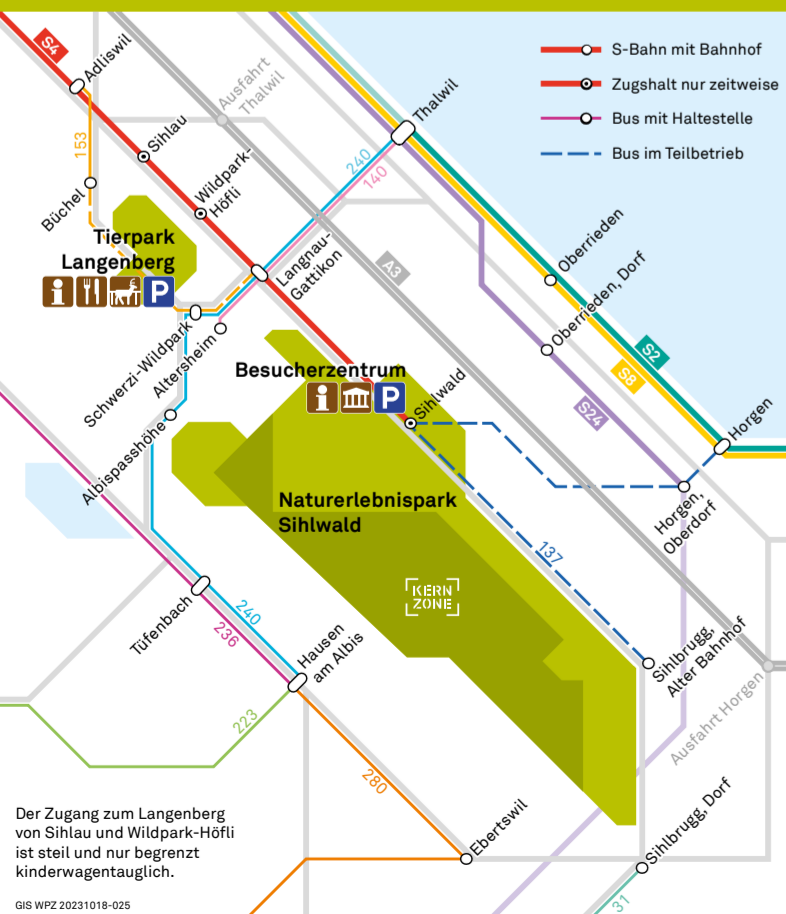 S-Bahn mit Bahnhof
Zugshalt nur zeitweise
Bus mit Haltestelle
Bus im Teilbetrieb
S4
Adliswil
Ausfahrt
Thalwil
Thalwil
153
Sihlau
Wildpark-
Höfli
240
140
Büchel
Tierpark
Langenberg
i
P
Langnau-
Gattikon
A3
Oberrieden
Oberrieden, Dorf
S2
S8
S24
Schwerzi-Wildpark
Altersheim
Besucherzentrum
i
P
Sihlwald
Albispasshöhe
Horgen
Horgen,
Oberdorf
Naturerlebnispark
Sihlwald
137
KERN
ZONE
Tüfenbach
240
236
Hausen
am Albis
Sihlbrugg,
Alter Bahnhof
Ausfahrt Horgen
223
280
Ebertswil
Sihlbrugg, Dorf
31
Der Zugang zum Langenberg
von Sihlau und Wildpark-Höfli
ist steil und nur begrenzt
kinderwagentauglich.
GIS WPZ 20231018-025